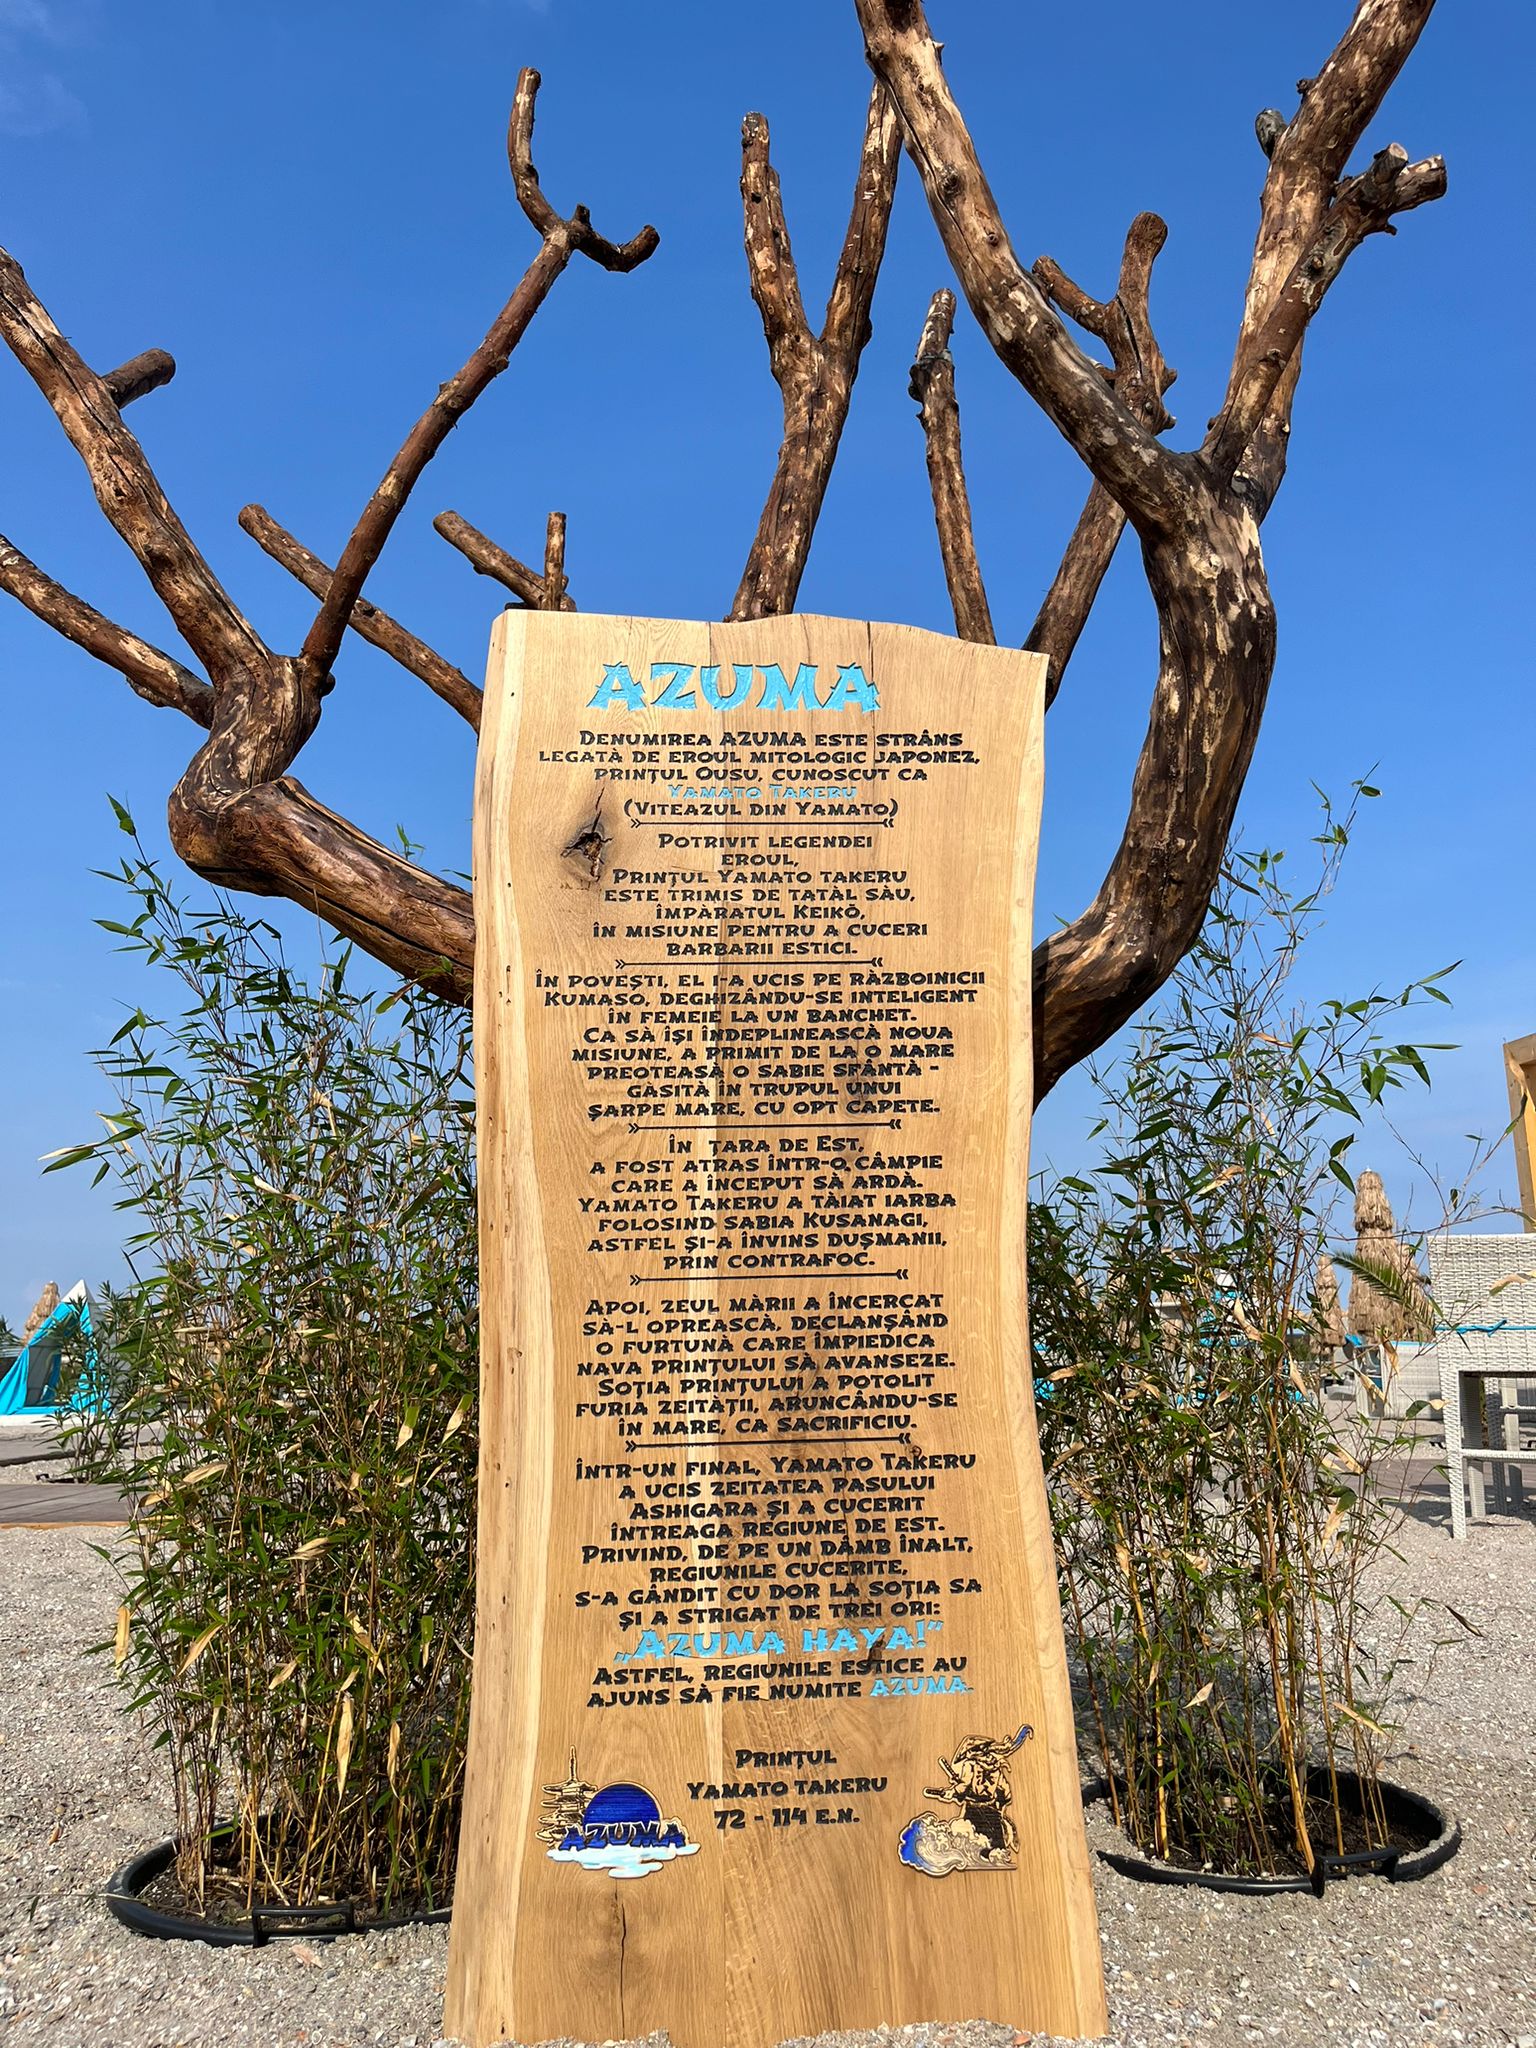 AZUMA
Denumirea AZUMA este strâns
legată de eroul mitologic japonez,
prințul Ousu, cunoscut ca
Yamato Takeru
(Viteazul din Yamato)
Potrivit legendei
eroul,
Prințul Yamato takeru
este trimis de tatăl său,
împăratul Keikō,
în misiune pentru a cuceri
barbarii estici.
În povești, el i-a ucis pe războinicii
Kumaso, deghizându-se inteligent
în femeie la un banchet.
Ca să își îndeplinească noua
misiune, a primit de la o mare
preoteasă o sabie sfântă -
găsită în trupul unui
șarpe mare, cu opt capete.
În țara de Est,
a fost atras într-o câmpie
care a început să ardă.
Yamato Takeru a tăiat iarba
folosind sabia Kusanagi,
astfel și-a învins dușmanii,
prin contrafoc.
Apoi, zeul mării a încercat
să-l oprească, declanșând
o furtună care împiedica
nava prințului să avanseze.
Soția prințului a potolit
furia zeității, aruncându-se
în mare, ca sacrificiu.
Într-un final, Yamato Takeru
a ucis zeitatea pasului
Ashigara și a cucerit
întreaga regiune de est.
Privind, de pe un dâmb înalt,
regiunile cucerite,
s-a gândit cu dor la soția sa
și a strigat de trei ori:
„Azuma haya!”
Astfel, regiunile estice au
ajuns să fie numite AZUMA.
Prințul
Yamato takeru
72 - 114 e.n.
AZUMA